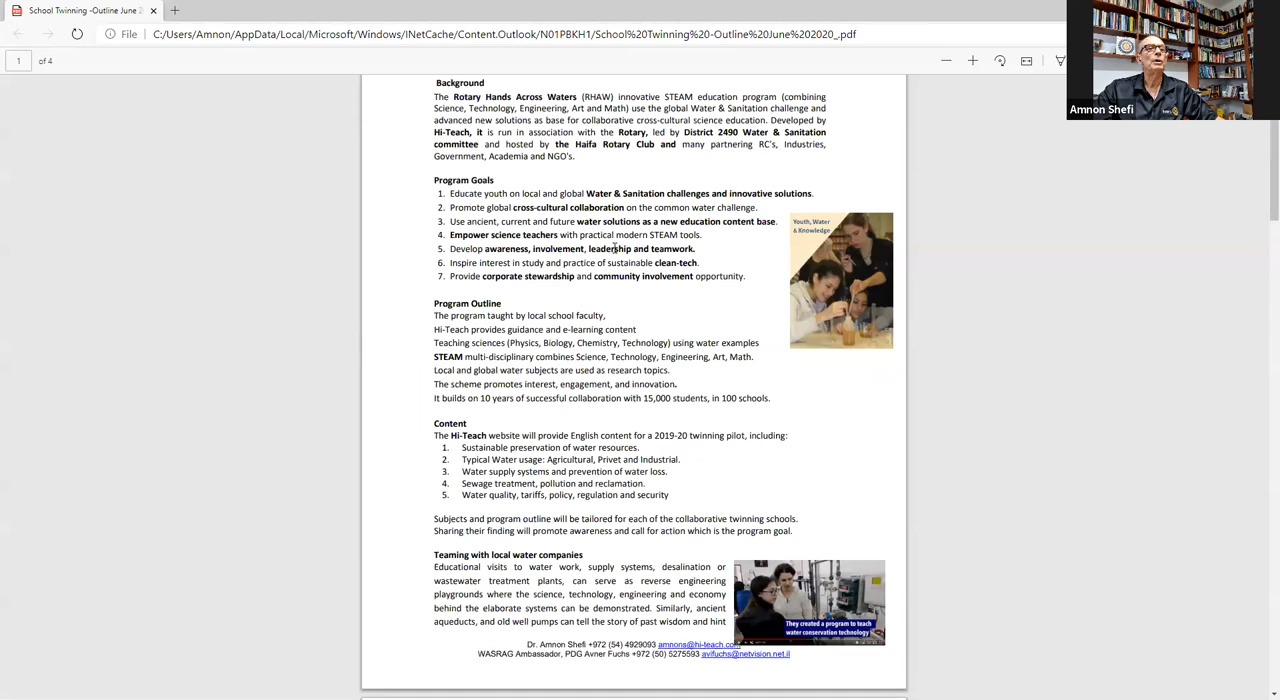 School Twinning -Outline June 2
File C:/Users/Amnon/AppData/Local/Microsoft/Windows/INetCache/Content.Outlook/N01PBKH1/School%20Twinning%20-Outline%20June%202020_.pdf
1 of 4
Amnon Shefi
Background
The Rotary Hands Across Waters (RHAW) innovative STEAM education program (combining
Science, Technology, Engineering, Art and Math) use the global Water & Sanitation challenge and
advanced new solutions as base for collaborative cross-cultural science education. Developed by
Hi-Teach, it is run in association with the Rotary, led by District 2490 Water & Sanitation
committee and hosted by the Haifa Rotary Club and many partnering RC's, Industries,
Government, Academia and NGO's.
Program Goals
1. Educate youth on local and global Water & Sanitation challenges and innovative solutions.
2. Promote global cross-cultural collaboration on the common water challenge.
3. Use ancient, current and future water solutions as a new education content base.
4. Empower science teachers with practical modern STEAM tools.
5. Develop awareness, involvement, leadership and teamwork.
6. Inspire interest in study and practice of sustainable clean-tech.
7. Provide corporate stewardship and community involvement opportunity.
Youth, Water
& Knowledge
Program Outline
The program taught by local school faculty,
Hi-Teach provides guidance and e-learning content
Teaching sciences (Physics, Biology, Chemistry, Technology) using water examples
STEAM multi-disciplinary combines Science, Technology, Engineering, Art, Math.
Local and global water subjects are used as research topics.
The scheme promotes interest, engagement, and innovation.
It builds on 10 years of successful collaboration with 15,000 students, in 100 schools.
Content
The Hi-Teach website will provide English content for a 2019-20 twinning pilot, including:
1. Sustainable preservation of water resources.
2. Typical Water usage: Agricultural, Privet and Industrial.
3. Water supply systems and prevention of water loss.
4. Sewage treatment, pollution and reclamation.
5. Water quality, tariffs, policy, regulation and security
Subjects and program outline will be tailored for each of the collaborative twinning schools.
Sharing their finding will promote awareness and call for action which is the program goal.
Teaming with local water companies
Educational visits to water work, supply systems, desalination or
wastewater treatment plants, can serve as reverse engineering
playgrounds where the science, technology, engineering and economy
behind the elaborate systems can be demonstrated. Similarly, ancient
aqueducts, and old well pumps can tell the story of past wisdom and hint
They created a program to teach
water conservation technology
Dr. Amnon Shefi +972 (54) 4929093 amnons@hi-teach.com
WASRAG Ambassador, PDG Avner Fuchs +972 (50) 5275593 avifuchs@netvision.net.il